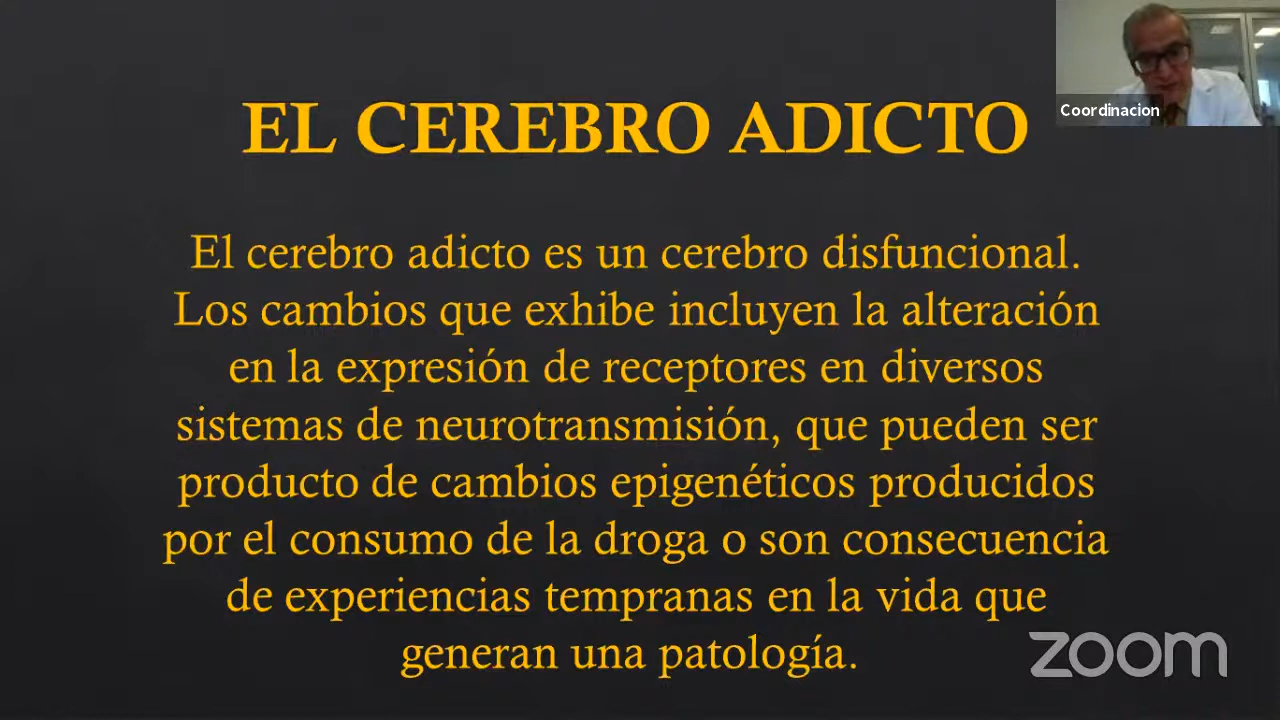 Coordinacion
EL CEREBRO ADICTO
El cerebro adicto es un cerebro disfuncional.
Los cambios que exhibe incluyen la alteración
en la expresión de receptores en diversos
sistemas de neurotransmisión, que pueden ser
producto de cambios epigenéticos producidos
por el consumo de la droga o son consecuencia
de experiencias tempranas en la vida que
generan una patología.
zoom